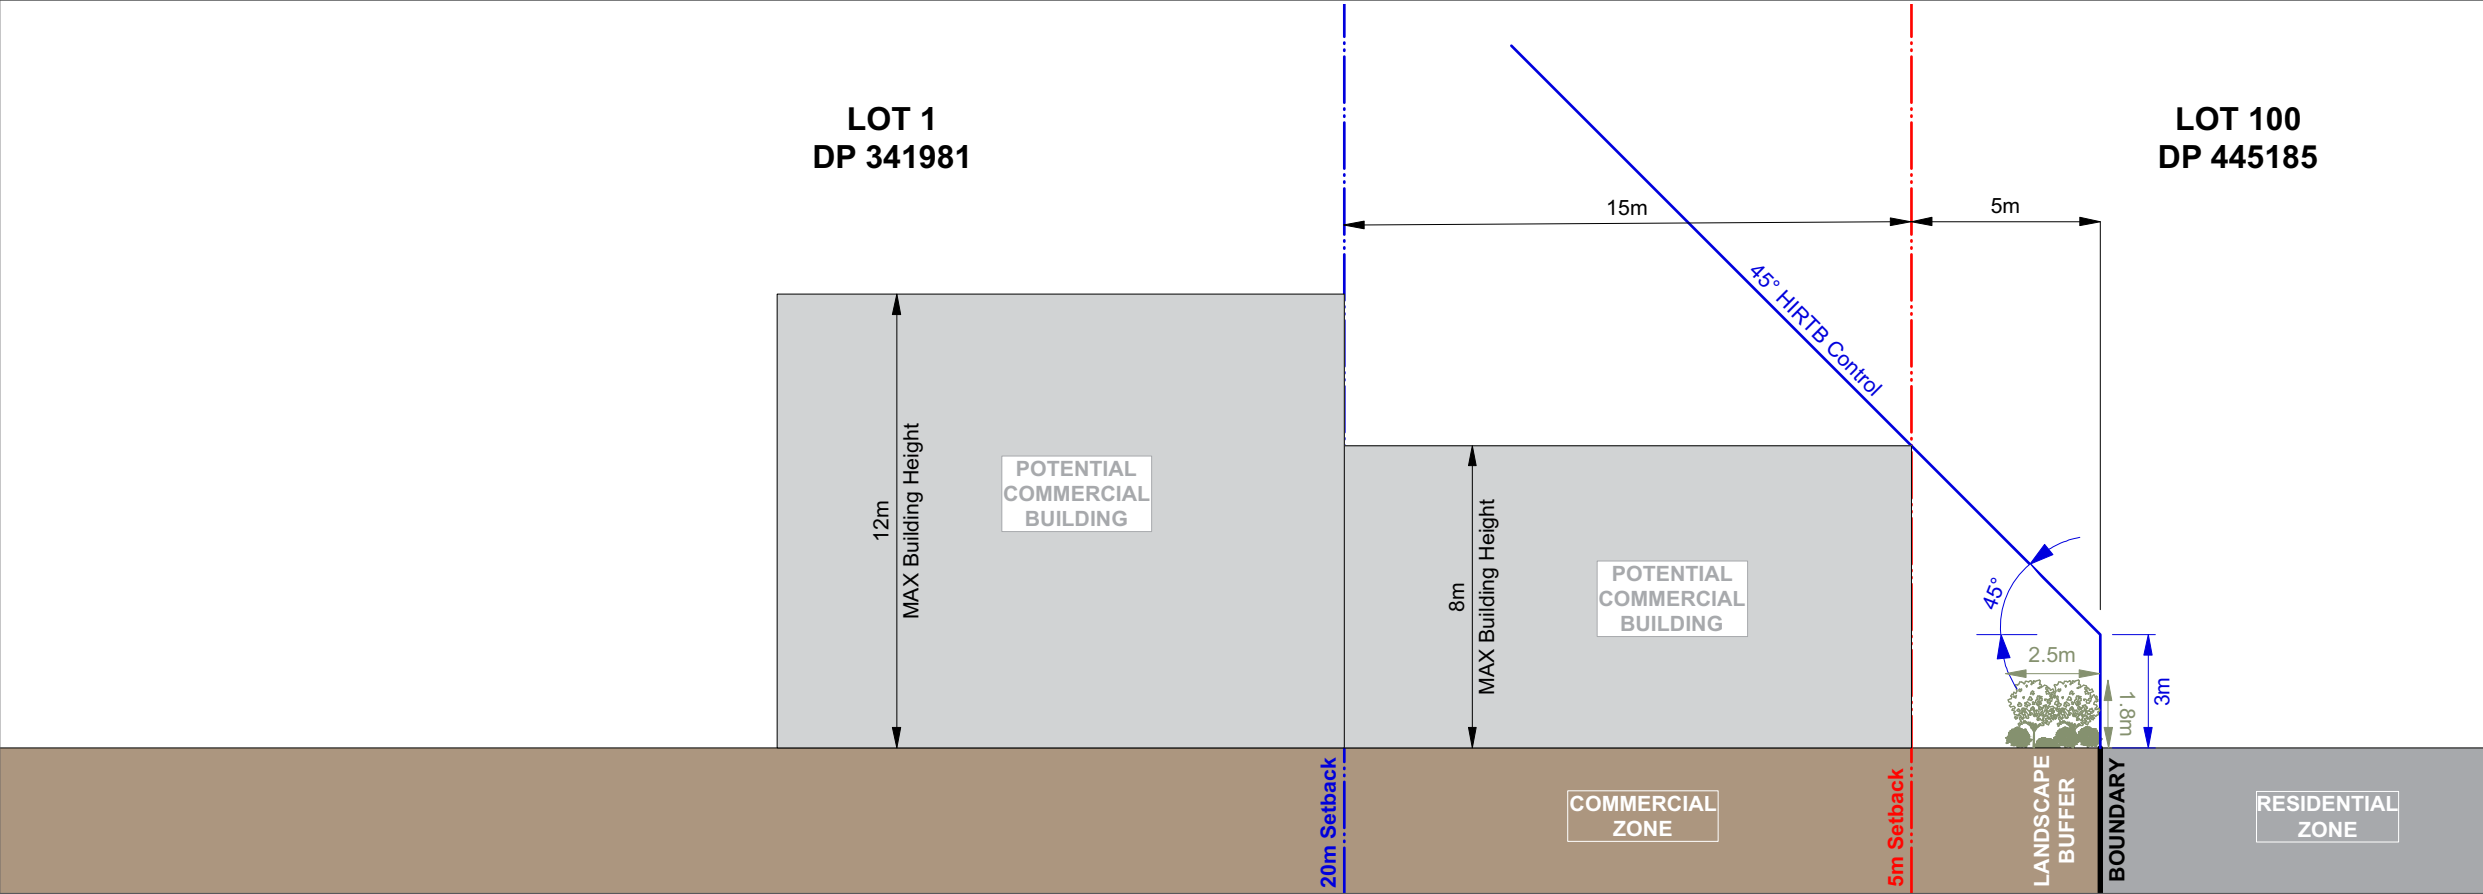 LOT 1
DP 341981
LOT 100
DP 445185
15m
5m
45° HIRTB Control
12m
MAX Building Height
POTENTIAL
COMMERCIAL
BUILDING
8m
MAX Building Height
POTENTIAL
COMMERCIAL
BUILDING
45°
2.5m
1.8m
3m
20m Setback
COMMERCIAL
ZONE
5m Setback
LANDSCAPE
BUFFER
BOUNDARY
RESIDENTIAL
ZONE